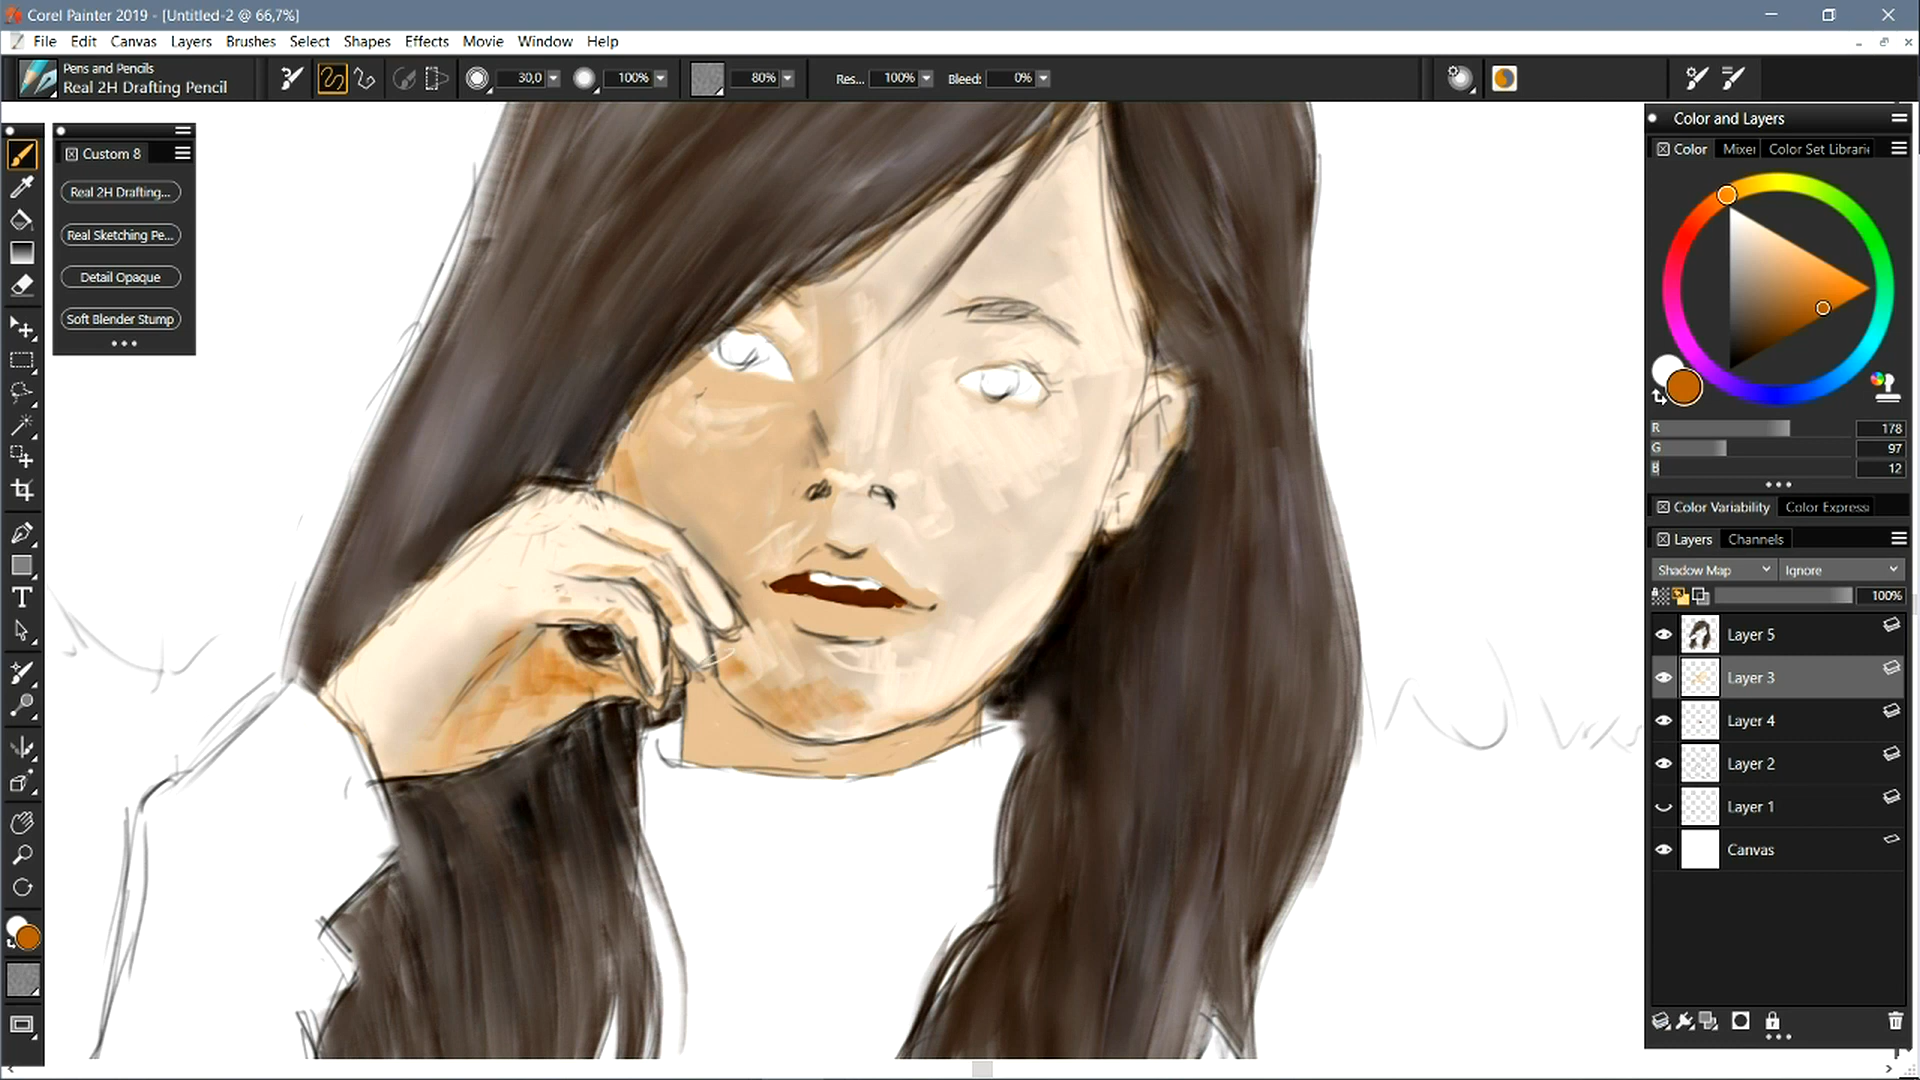 Corel Painter 2019 - [Untitled-2 @ 66,7%]
File Edit Canvas Layers Brushes Select Shapes Effects Movie Window Help
Pens and Pencils
Real 2H Drafting Pencil
30,0 100% 80% Res... 100% Bleed: 0%
Custom 8
Real 2H Drafting...
Real Sketching Pe...
Detail Opaque
Soft Blender Stump
T
Color and Layers
Color Mixer Color Set Librari
R 178
G 97
B 12
Color Variability Color Express
Layers Channels
Shadow Map Ignore
100%
Layer 5
Layer 3
Layer 4
Layer 2
Layer 1
Canvas